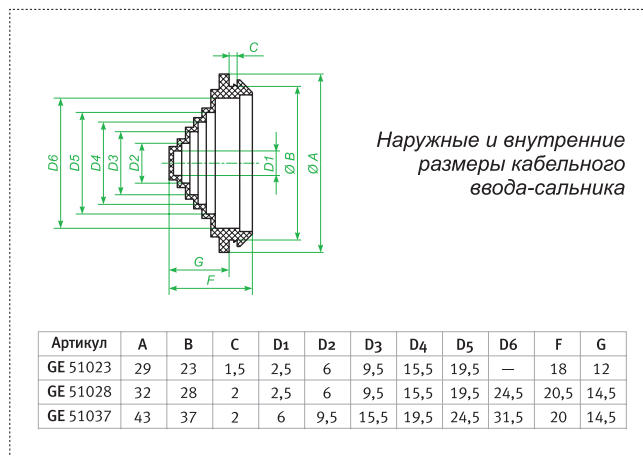 C
D6
D5
D4
D3
D2
D1
Ø B
Ø A
G
F
Наружные и внутренние
размеры кабельного
ввода-сальника
Артикул A B C D1 D2 D3 D4 D5 D6 F G
GE 51023 29 23 1,5 2,5 6 9,5 15,5 19,5 — 18 12
GE 51028 32 28 2 2,5 6 9,5 15,5 19,5 24,5 20,5 14,5
GE 51037 43 37 2 6 9,5 15,5 19,5 24,5 31,5 20 14,5